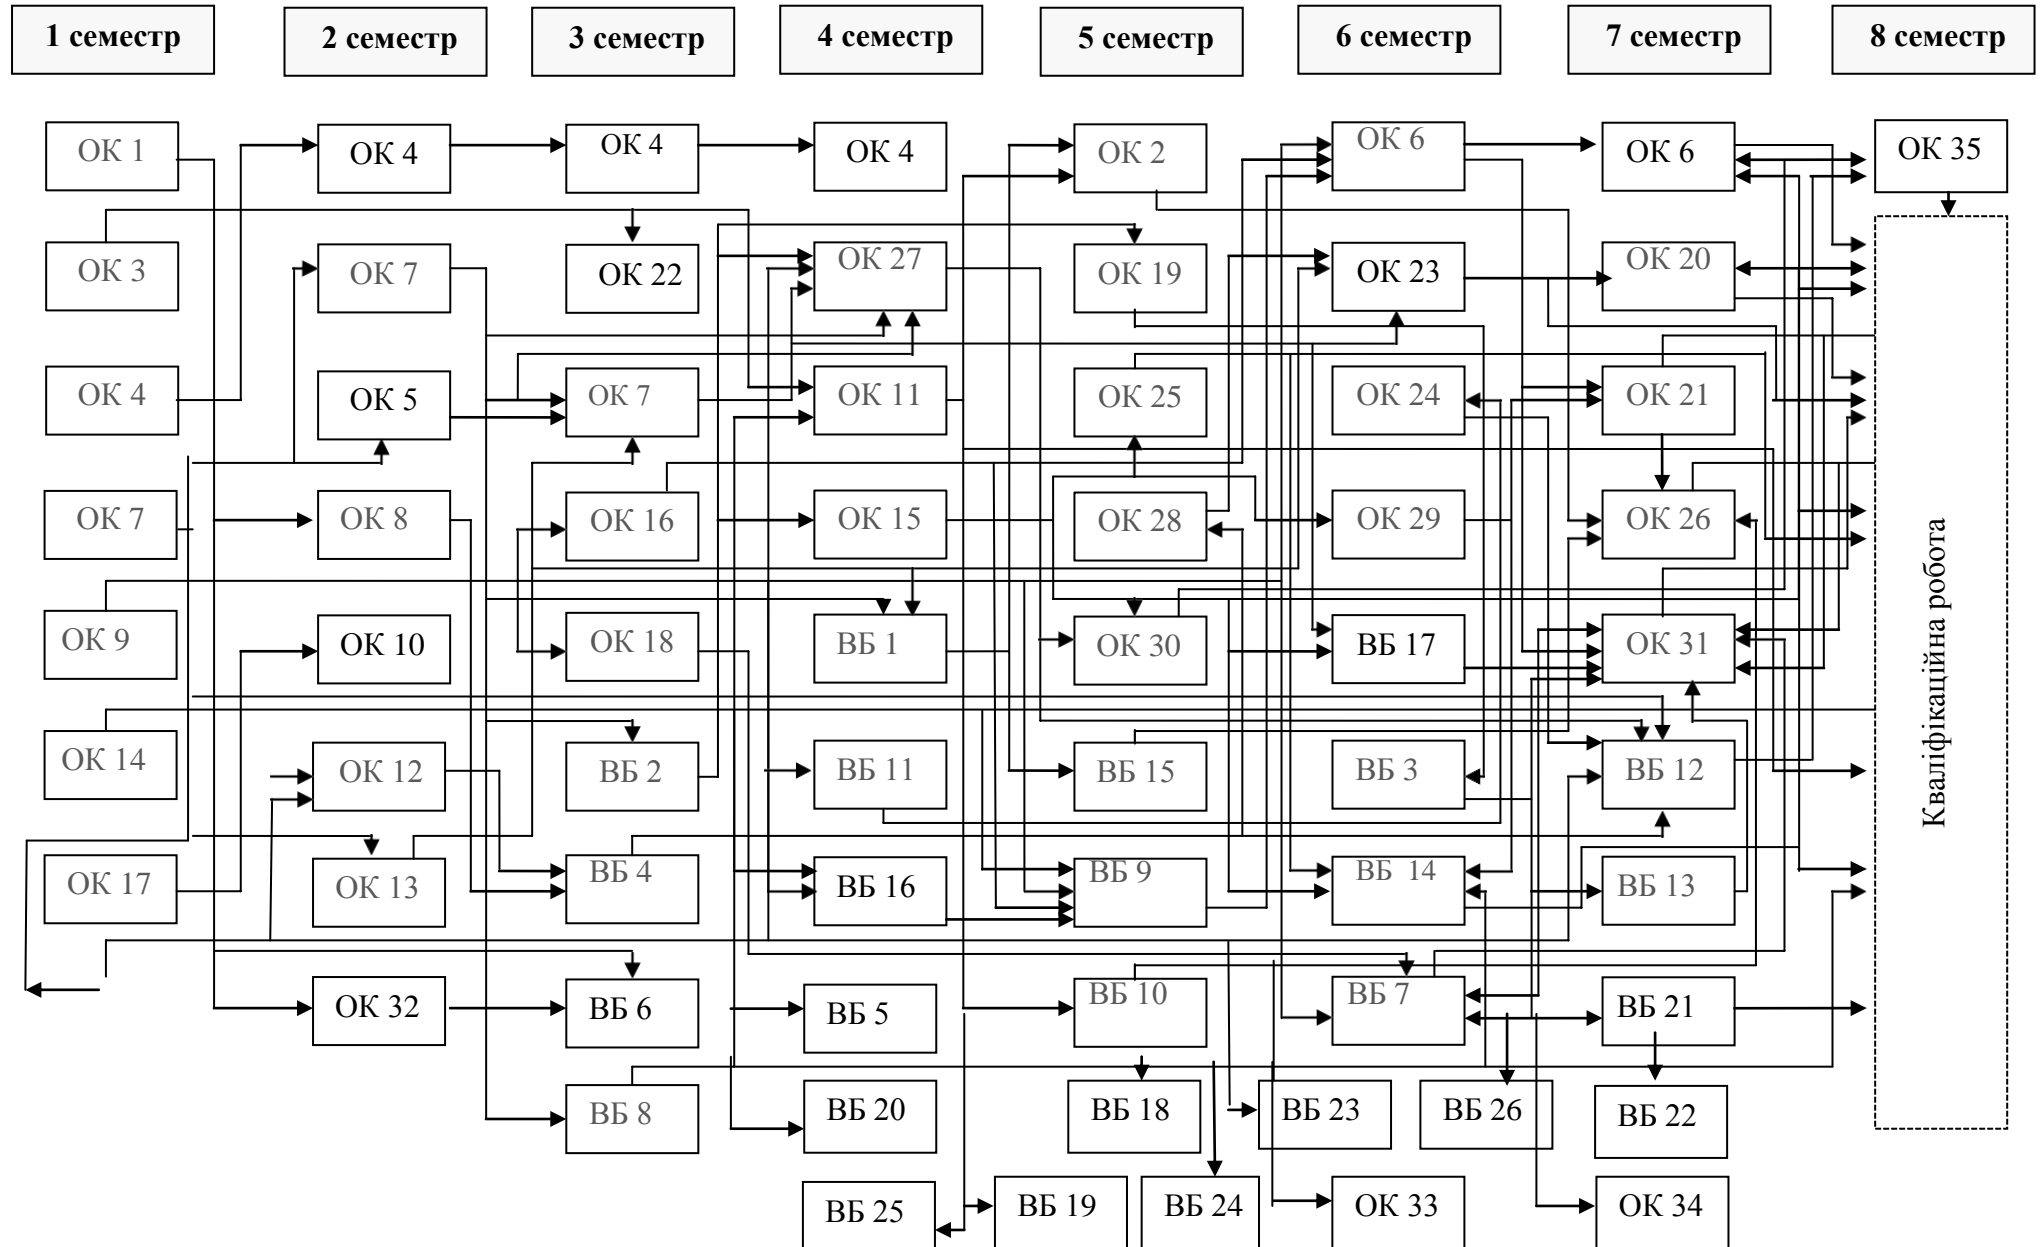 1 семестр
2 семестр
3 семестр
4 семестр
5 семестр
6 семестр
7 семестр
8 семестр
ОК 1
ОК 4
ОК 4
ОК 4
ОК 2
ОК 6
ОК 6
ОК 35
ОК 3
ОК 7
ОК 22
ОК 27
ОК 19
ОК 23
ОК 20
ОК 4
ОК 5
ОК 7
ОК 11
ОК 25
ОК 24
ОК 21
ОК 7
ОК 8
ОК 16
ОК 15
ОК 28
ОК 29
ОК 26
ОК 9
ОК 10
ОК 18
ВБ 1
ОК 30
ВБ 17
ОК 31
Кваліфікаційна робота
ОК 14
ОК 12
ВБ 2
ВБ 11
ВБ 15
ВБ 3
ВБ 12
ОК 17
ОК 13
ВБ 4
ВБ 16
ВБ 9
ВБ 14
ВБ 13
ОК 32
ВБ 6
ВБ 5
ВБ 10
ВБ 7
ВБ 21
ВБ 8
ВБ 20
ВБ 18
ВБ 23
ВБ 26
ВБ 22
ВБ 25
ВБ 19
ВБ 24
ОК 33
ОК 34